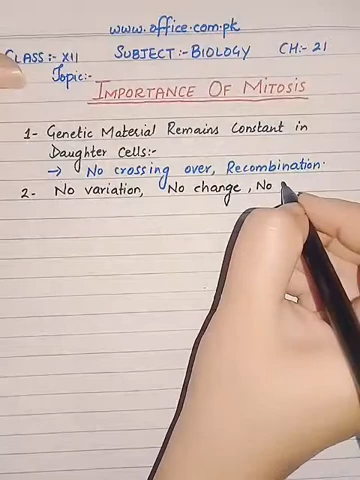 www.office.com.pk
CLASS:- XII SUBJECT:- BIOLOGY CH:- 21
Topic:-
IMPORTANCE OF MITOSIS
1- Genetic Material Remains Constant in
Daughter Cells:-
→ No crossing over, Recombination.
2- No variation, No change, No